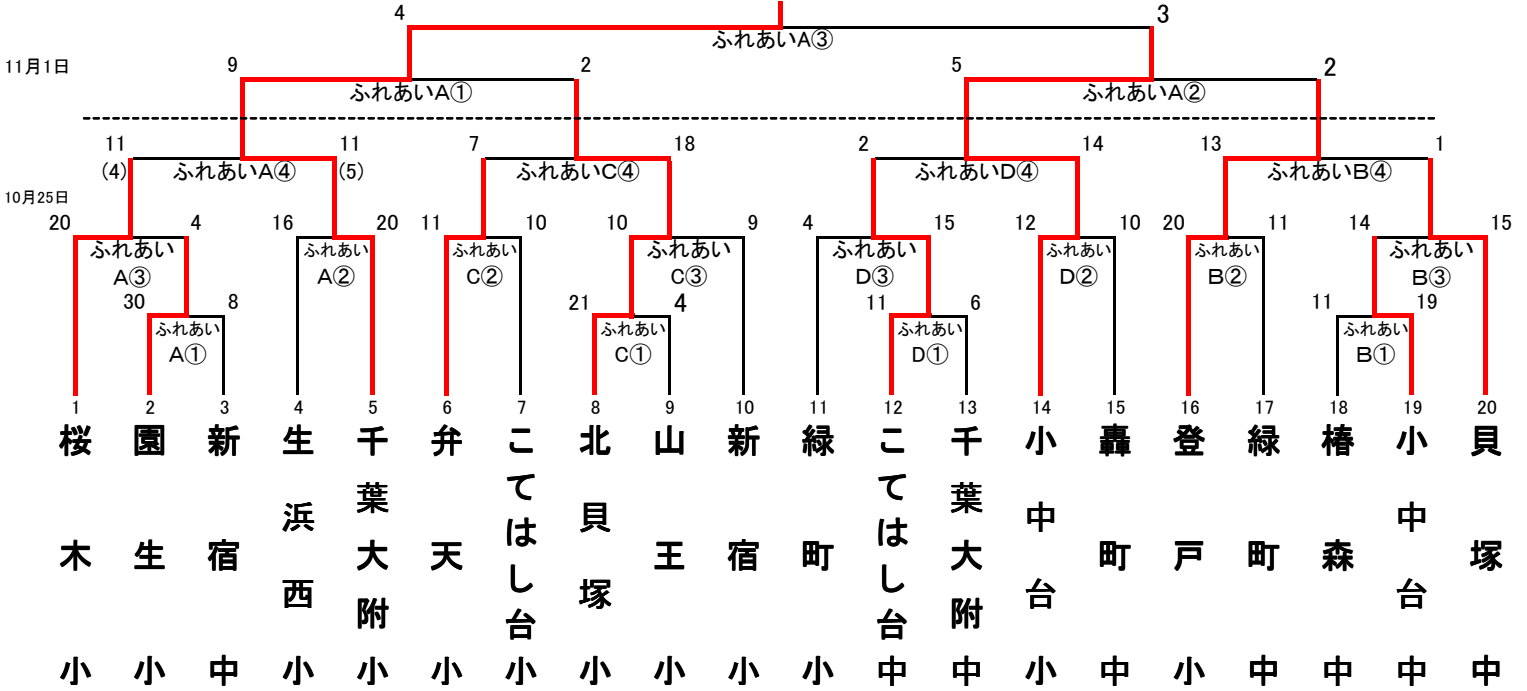 4 3
ふれあいA③
11月1日 9 2 5 2
ふれあいA① ふれあいA②
11 11 7 18 2 14 13 1
(4) ふれあいA④ (5) ふれあいC④ ふれあいD④ ふれあいB④
10月25日
20 4 16 20 11 10 10 9 4 15 12 10 20 11 14 15
ふれあい ふれあい ふれあい ふれあい ふれあい ふれあい ふれあい ふれあい
A③ A② C② C③ D③ D② B② B③
30 8 21 4 11 6 11 19
ふれあい ふれあい ふれあい ふれあい
A① C① D① B①
1 2 3 4 5 6 7 8 9 10 11 12 13 14 15 16 17 18 19 20
桜木小
園生小
新宿中
生浜西小
千葉大附小
弁天小
こてはし台小
北貝塚小
山王小
新宿小
緑町小
こてはし台中
千葉大附中
小中台小
轟町中
登戸小
緑町中
椿森中
小中台中
貝塚中